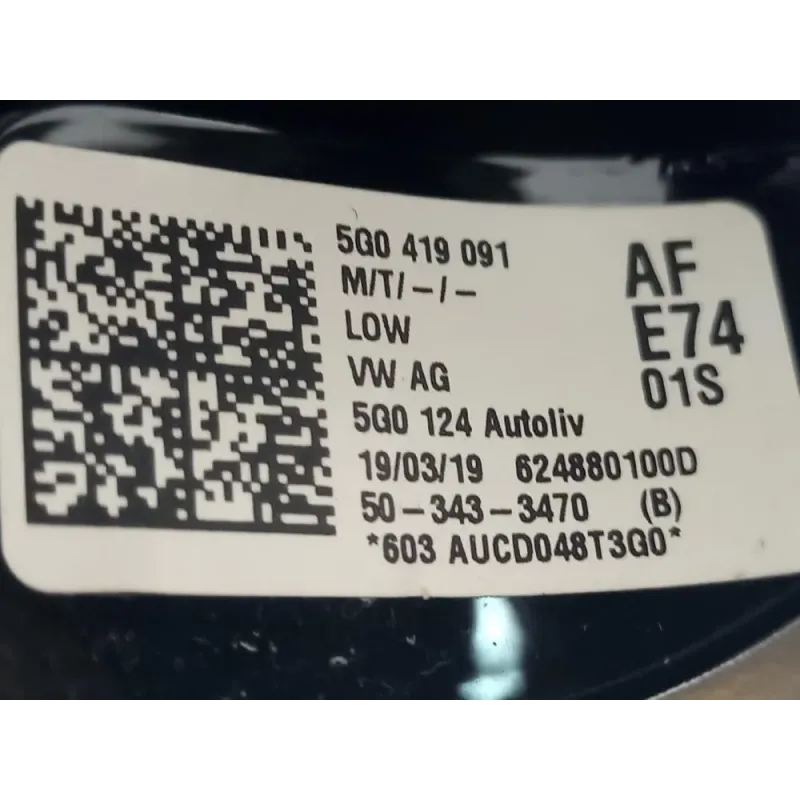 5G0 419 091
M/T/-/-
LOW
VW AG
5G0 124 Autoliv
19/03/19 624880100D
50-343-3470 (B)
*603 AUCD048T3G0*
AF
E74
01S